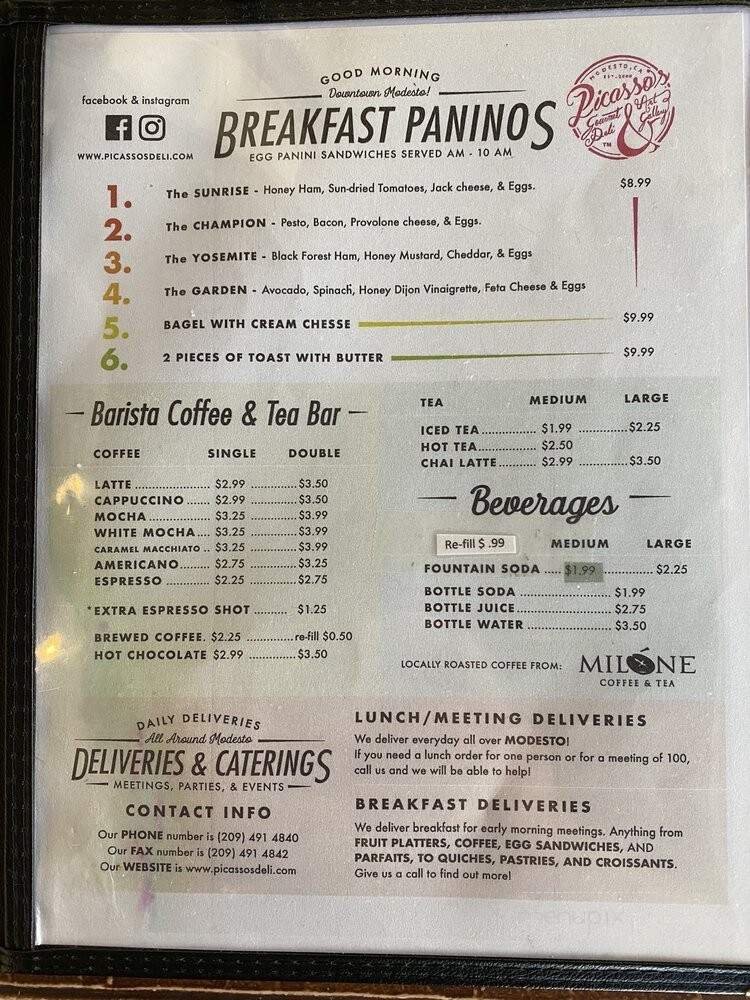 facebook & instagram
WWW.PICASSOSDELI.COM
GOOD MORNING
Downtown Modesto!
BREAKFAST PANINOS
EGG PANINI SANDWICHES SERVED AM - 10 AM
MODESTO, CA
EST. 2000
Picasso's
Gourmet Deli & Art Gallery
TM
1. The SUNRISE - Honey Ham, Sun-dried Tomatoes, Jack cheese, & Eggs. $8.99
2. The CHAMPION - Pesto, Bacon, Provolone cheese, & Eggs.
3. The YOSEMITE - Black Forest Ham, Honey Mustard, Cheddar, & Eggs
4. The GARDEN - Avocado, Spinach, Honey Dijon Vinaigrette, Feta Cheese & Eggs
5. BAGEL WITH CREAM CHESSE $9.99
6. 2 PIECES OF TOAST WITH BUTTER $9.99
Barista Coffee & Tea Bar
COFFEE SINGLE DOUBLE
LATTE .................. $2.99 ............$3.50
CAPPUCCINO ...... $2.99 ............$3.50
MOCHA ............... $3.25 ............$3.99
WHITE MOCHA.... $3.25 ............$3.99
CARAMEL MACCHIATO .. $3.25 ............$3.99
AMERICANO........ $2.75 ............$3.25
ESPRESSO ............ $2.25 ............$2.75
*EXTRA ESPRESSO SHOT .......... $1.25
BREWED COFFEE. $2.25 .............re-fill $0.50
HOT CHOCOLATE $2.99 .............$3.50
TEA MEDIUM LARGE
ICED TEA............... $1.99 .............$2.25
HOT TEA................ $2.50
CHAI LATTE.......... $2.99 .............$3.50
Beverages
Re-fill $ .99 MEDIUM LARGE
FOUNTAIN SODA ..... $1.99 .............. $2.25
BOTTLE SODA ........................ $1.99
BOTTLE JUICE.......................... $2.75
BOTTLE WATER ....................... $3.50
LOCALLY ROASTED COFFEE FROM: MILONE
COFFEE & TEA
DAILY DELIVERIES
All Around Modesto
DELIVERIES & CATERINGS
MEETINGS, PARTIES, & EVENTS
CONTACT INFO
Our PHONE number is (209) 491 4840
Our FAX number is (209) 491 4842
Our WEBSITE is www.picassosdeli.com
LUNCH/MEETING DELIVERIES
We deliver everyday all over MODESTO!
If you need a lunch order for one person or for a meeting of 100,
call us and we will be able to help!
BREAKFAST DELIVERIES
We deliver breakfast for early morning meetings. Anything from
FRUIT PLATTERS, COFFEE, EGG SANDWICHES, AND
PARFAITS, TO QUICHES, PASTRIES, AND CROISSANTS.
Give us a call to find out more!